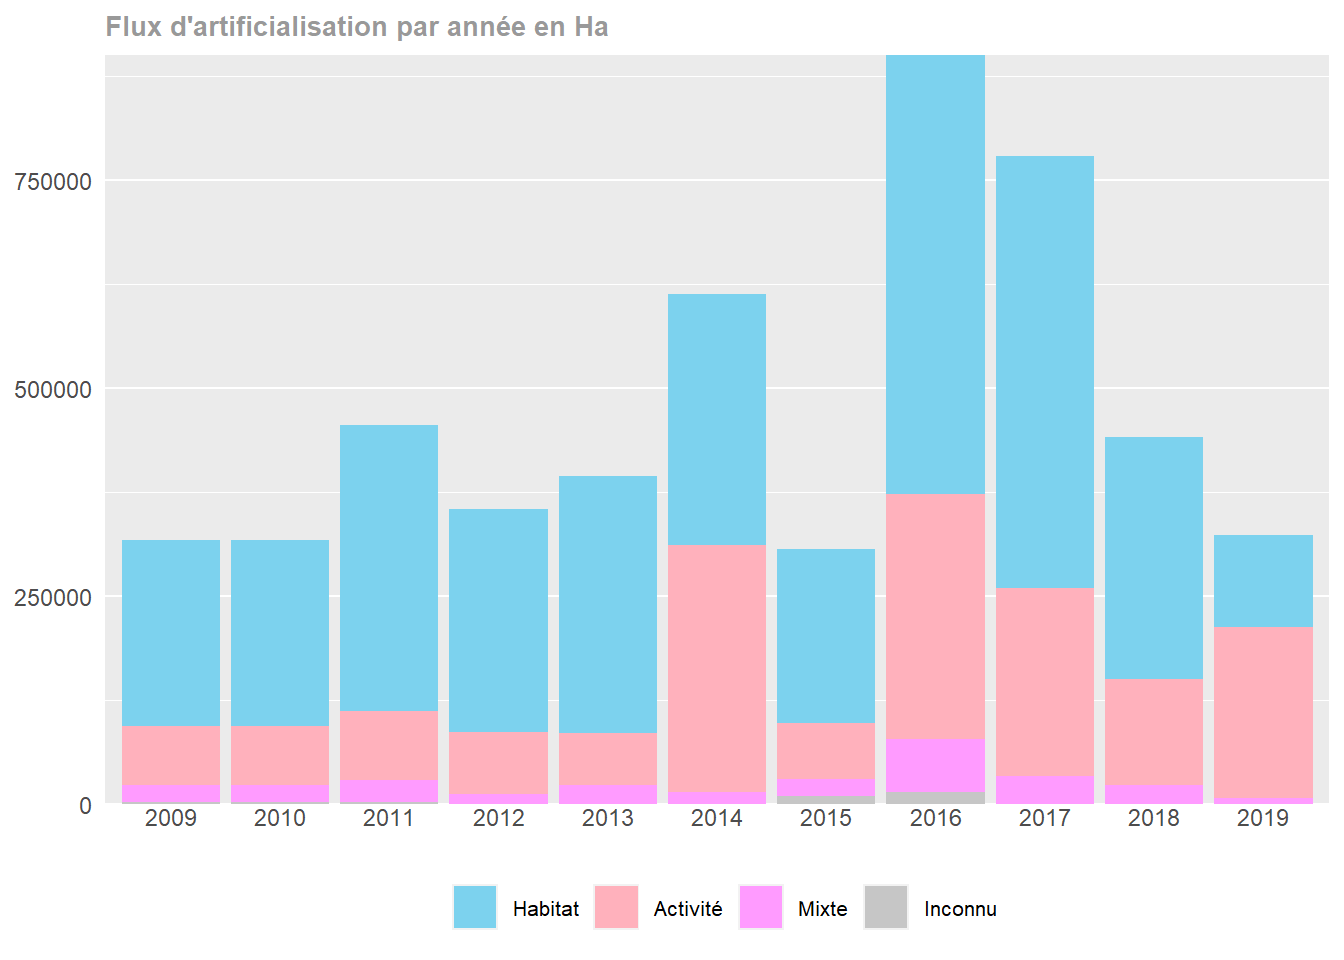 Flux d'artificialisation par année en Ha
750000
500000
250000
0
2009 2010 2011 2012 2013 2014 2015 2016 2017 2018 2019
Habitat Activité Mixte Inconnu